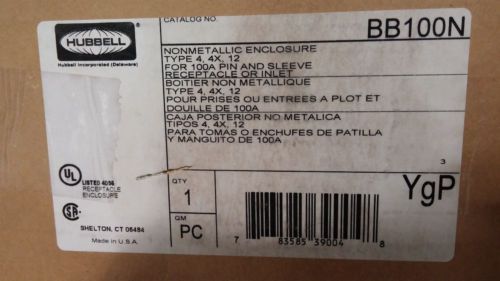 HUBBELL
Hubbell Incorporated (Delaware)
CATALOG NO.
BB100N
NONMETALLIC ENCLOSURE
TYPE 4, 4X, 12
FOR 100A PIN AND SLEEVE
RECEPTACLE OR INLET
BOITIER NON METALLIQUE
TYPE 4, 4X, 12
POUR PRISES OU ENTREES A PLOT ET
DOUILLE DE 100A
CAJA POSTERIOR NO METALICA
TIPOS 4, 4X, 12
PARA TOMAS O ENCHUFES DE PATILLA
Y MANGUITO DE 100A
3
UL
LISTED
RECEPTACLE
ENCLOSURE
SA
SHELTON, CT 06484
Made in U.S.A.
QTY
1
QM
PC
YgP
7 83585 39004 8